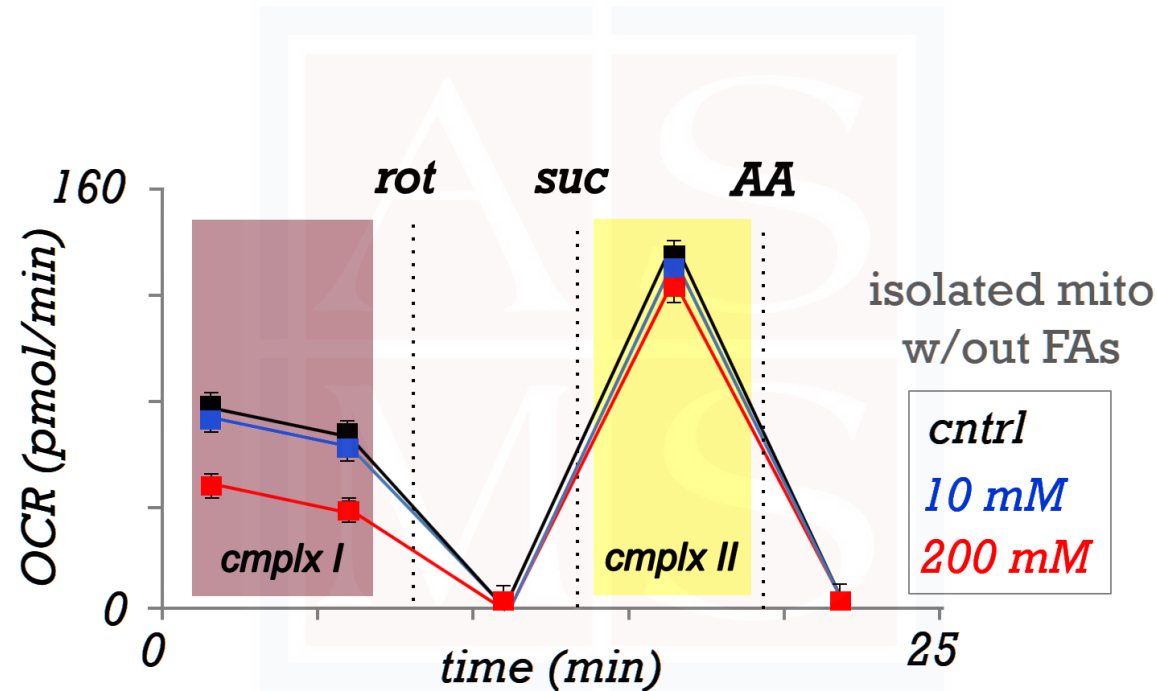 rot suc AA
160
OCR (pmol/min)
cmplx I
cmplx II
0
0
time (min)
25
isolated mito
w/out FAs
cntrl
10 mM
200 mM
A S
M S